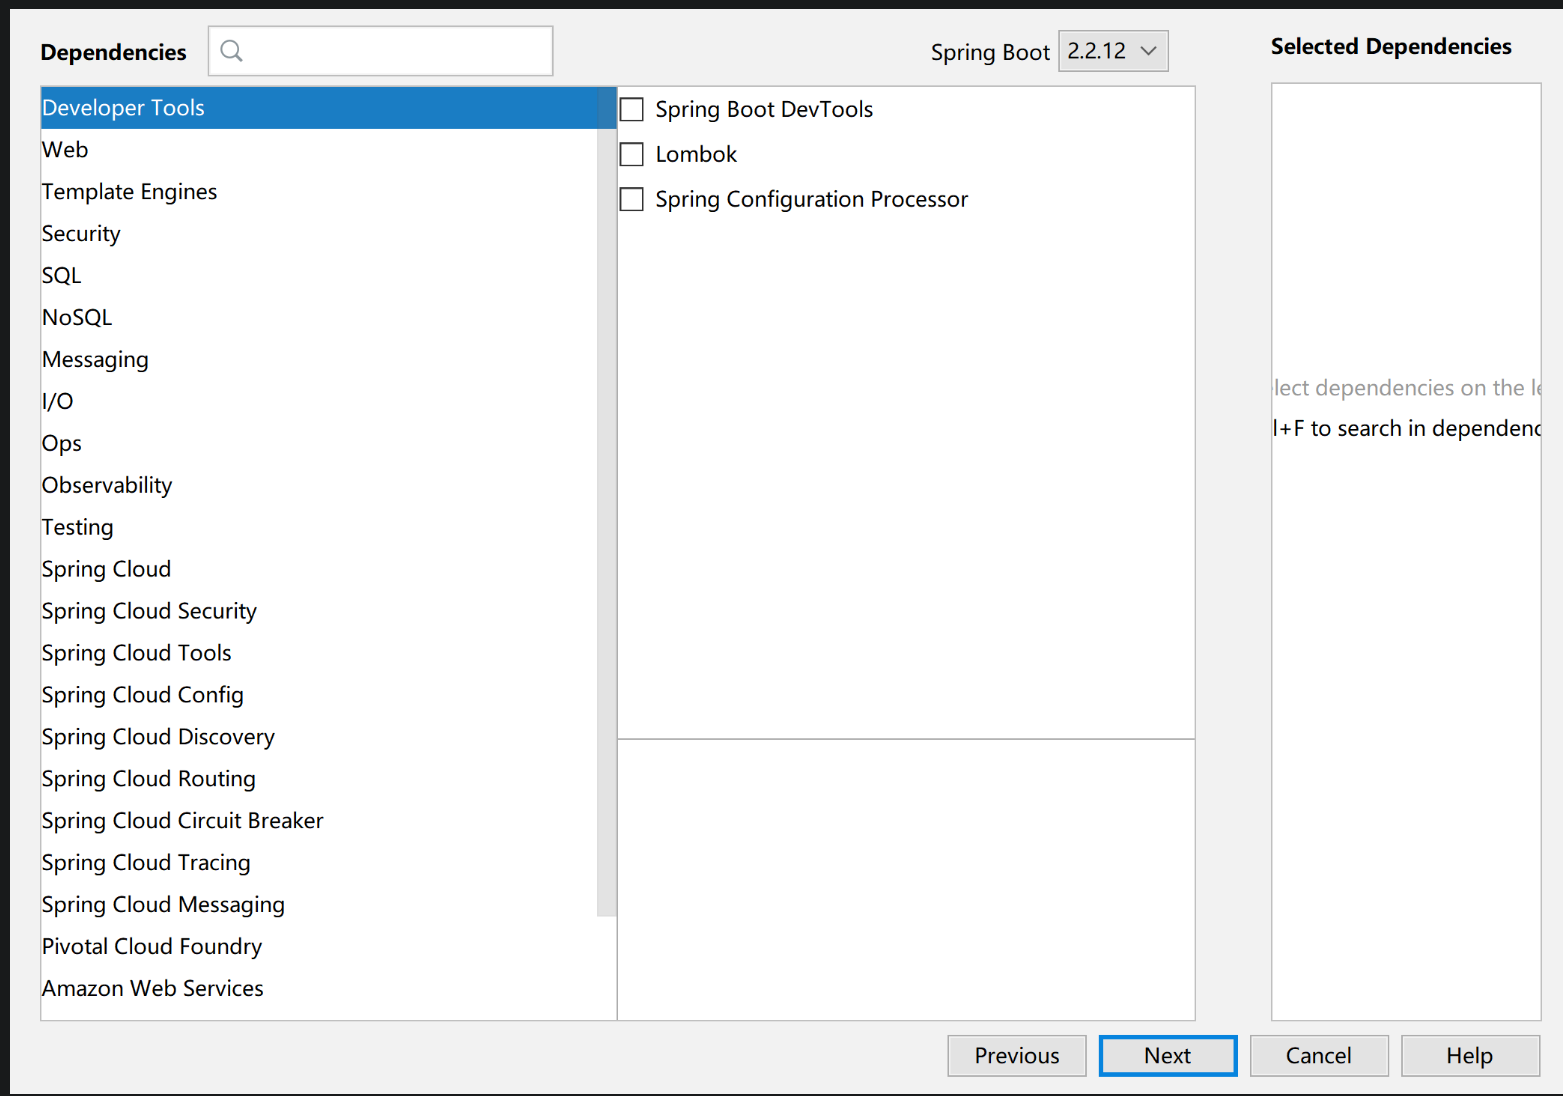 Dependencies
Spring Boot 2.2.12
Selected Dependencies
Developer Tools
Web
Template Engines
Security
SQL
NoSQL
Messaging
I/O
Ops
Observability
Testing
Spring Cloud
Spring Cloud Security
Spring Cloud Tools
Spring Cloud Config
Spring Cloud Discovery
Spring Cloud Routing
Spring Cloud Circuit Breaker
Spring Cloud Tracing
Spring Cloud Messaging
Pivotal Cloud Foundry
Amazon Web Services
Spring Boot DevTools
Lombok
Spring Configuration Processor
lect dependencies on the le
l+F to search in dependenc
Previous
Next
Cancel
Help